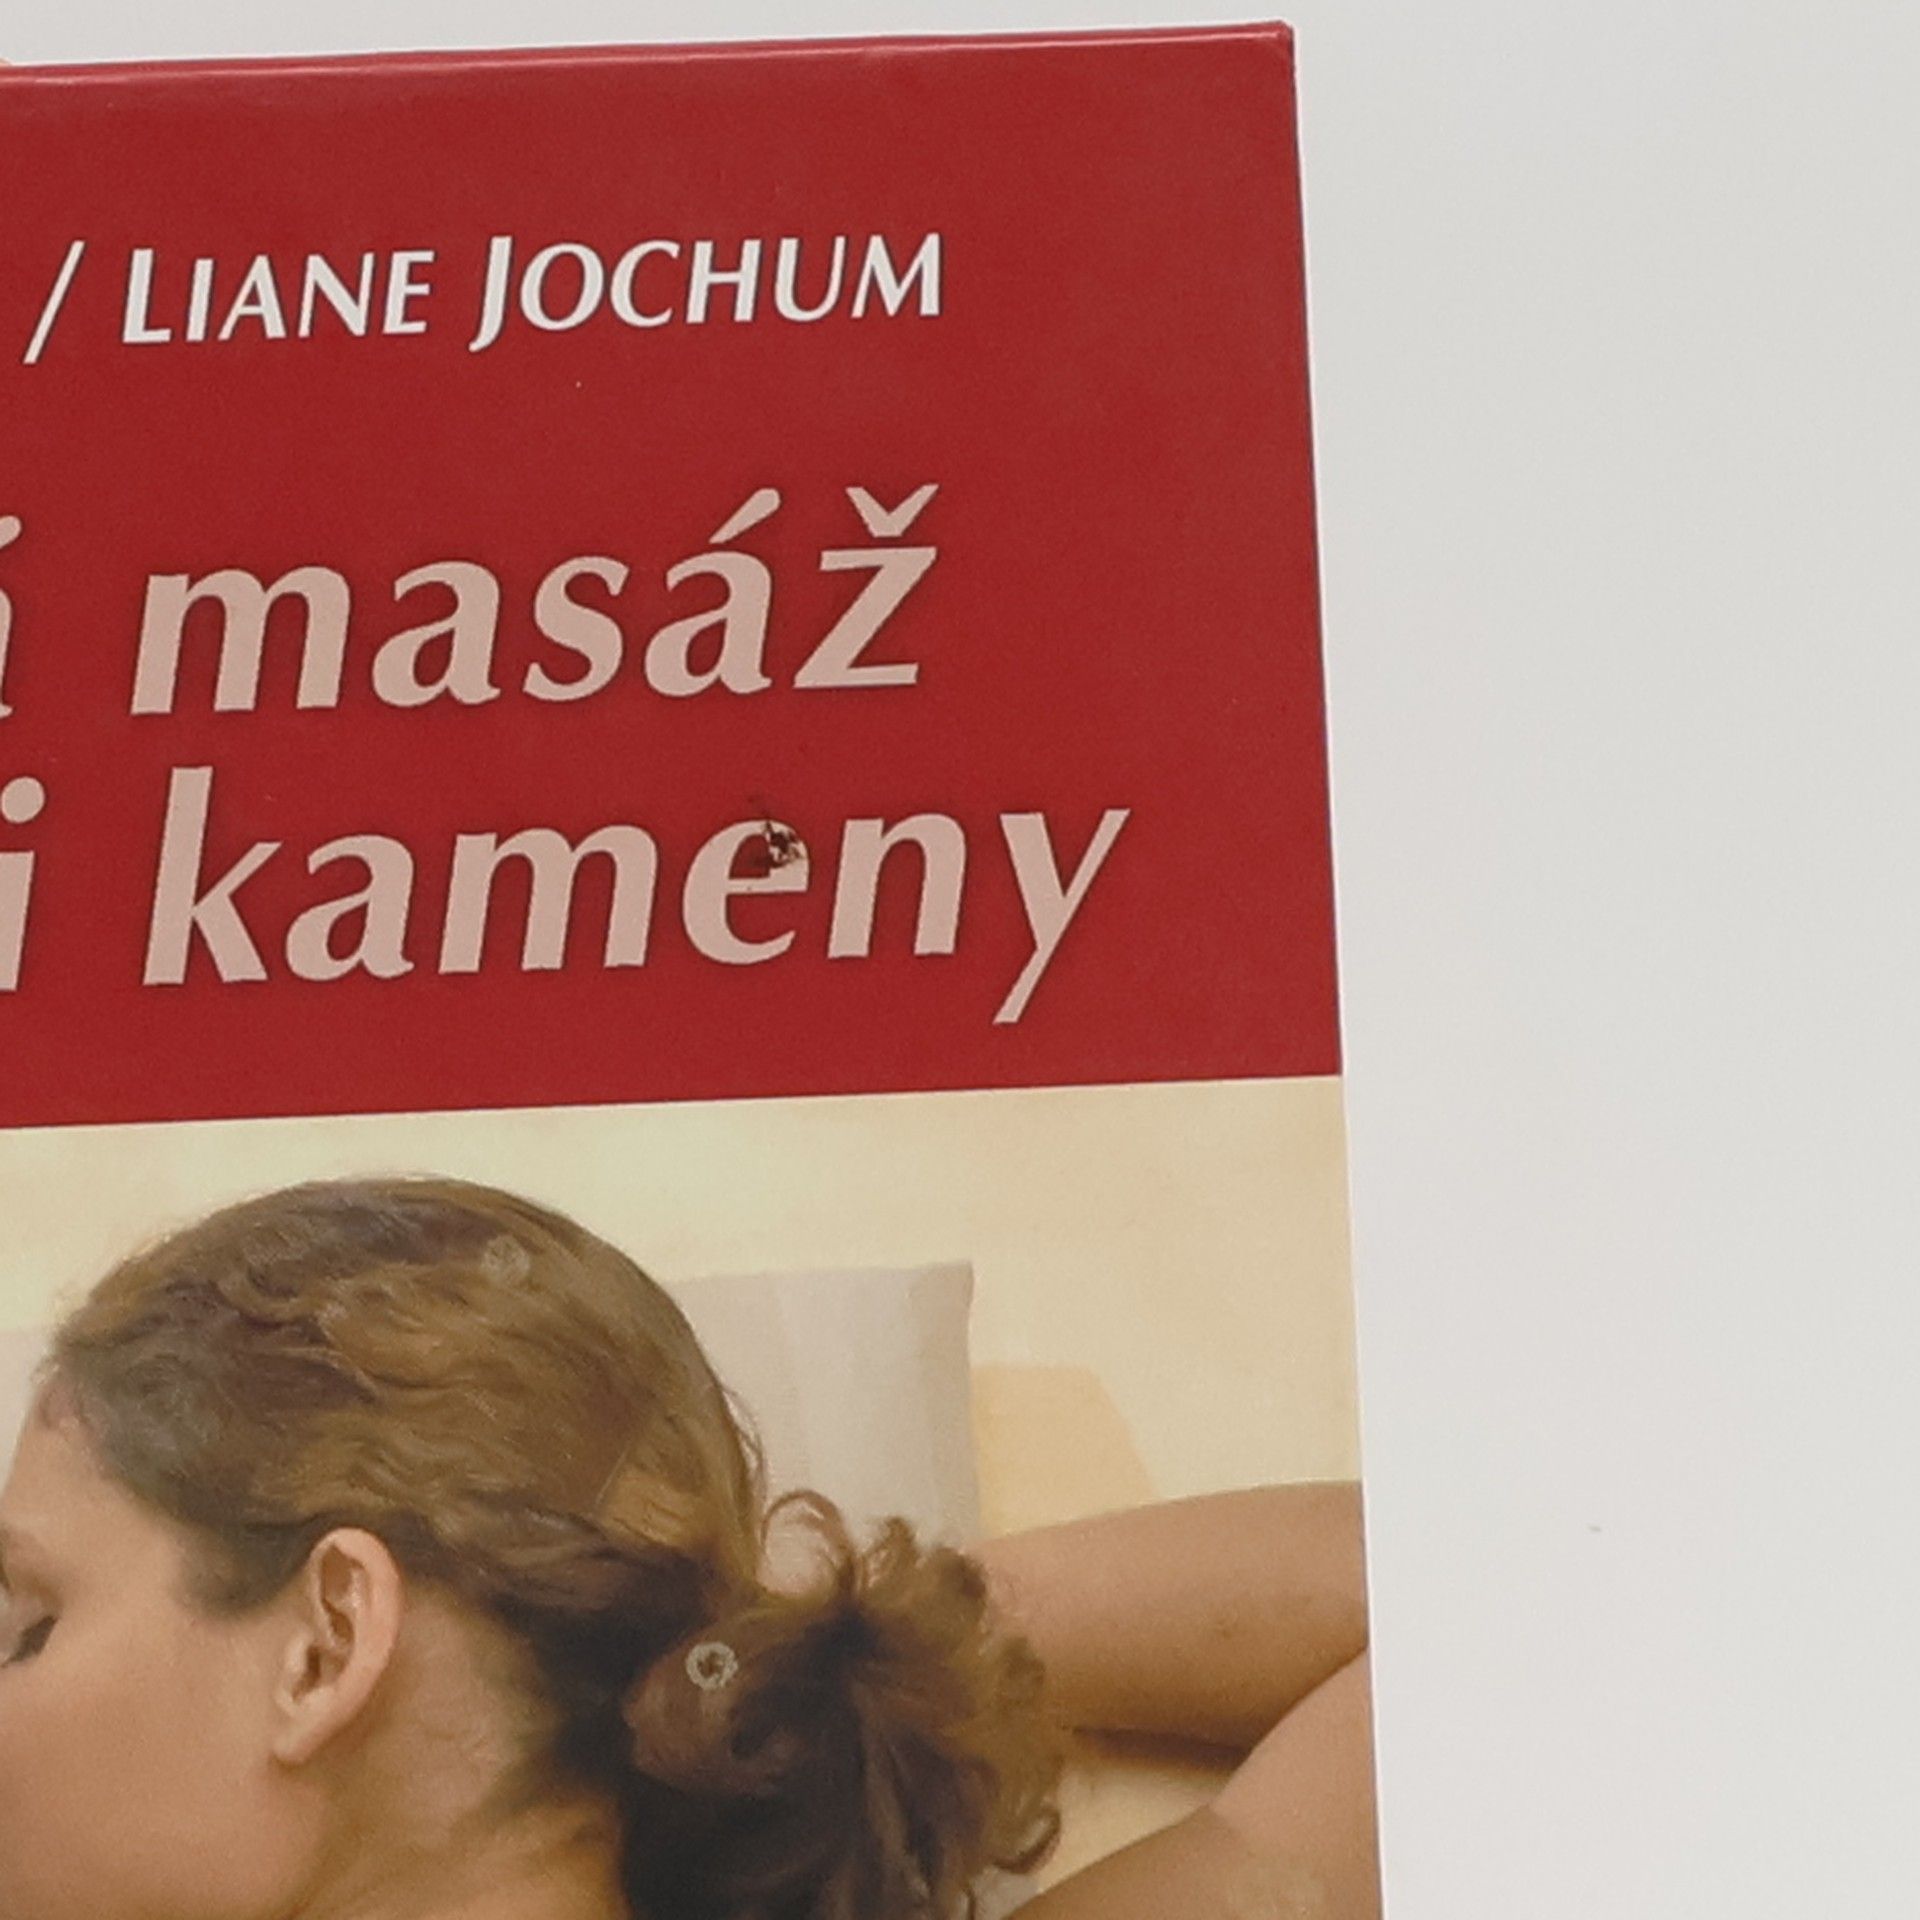 / LIANE JOCHUM
masáž
kameny